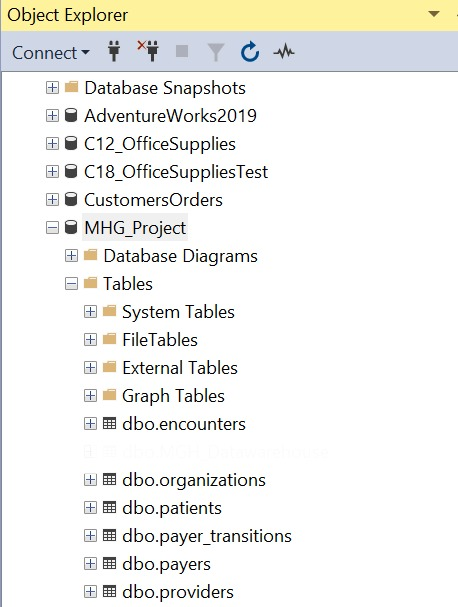 Object Explorer
Connect
Database Snapshots
AdventureWorks2019
C12_OfficeSupplies
C18_OfficeSuppliesTest
CustomersOrders
MHG_Project
Database Diagrams
Tables
System Tables
FileTables
External Tables
Graph Tables
dbo.encounters
dbo.organizations
dbo.patients
dbo.payer_transitions
dbo.payers
dbo.providers